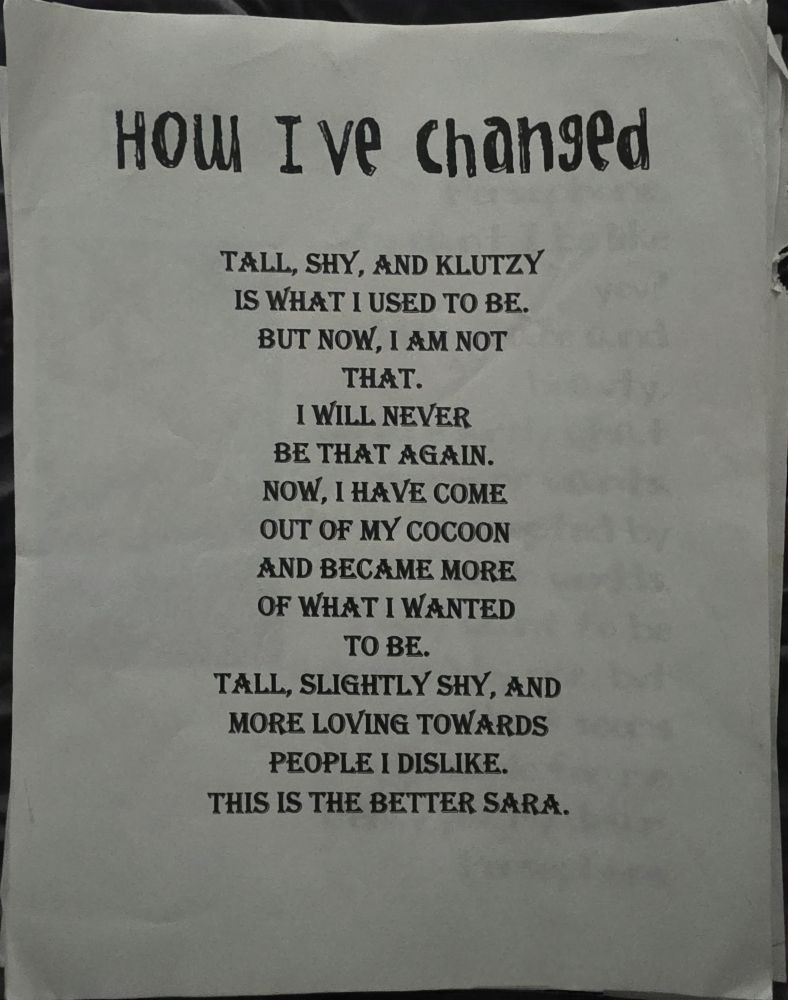 How I've changed
TALL, SHY, AND KLUTZY
IS WHAT I USED TO BE.
BUT NOW, I AM NOT
THAT.
I WILL NEVER
BE THAT AGAIN.
NOW, I HAVE COME
OUT OF MY COCOON
AND BECAME MORE
OF WHAT I WANTED
TO BE.
TALL, SLIGHTLY SHY, AND
MORE LOVING TOWARDS
PEOPLE I DISLIKE.
THIS IS THE BETTER SARA.